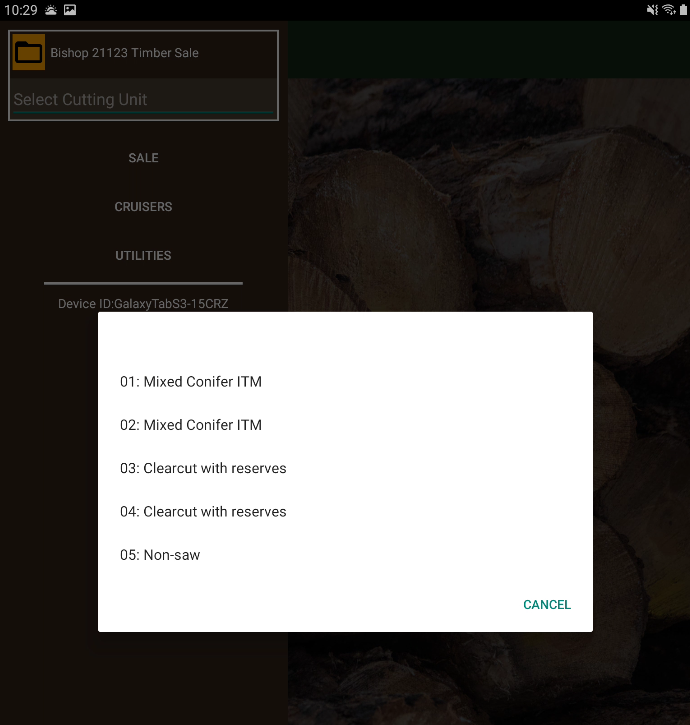 10:29
Bishop 21123 Timber Sale
Select Cutting Unit
SALE
CRUISERS
UTILITIES
Device ID:GalaxyTabS3-15CRZ
01: Mixed Conifer ITM
02: Mixed Conifer ITM
03: Clearcut with reserves
04: Clearcut with reserves
05: Non-saw
CANCEL